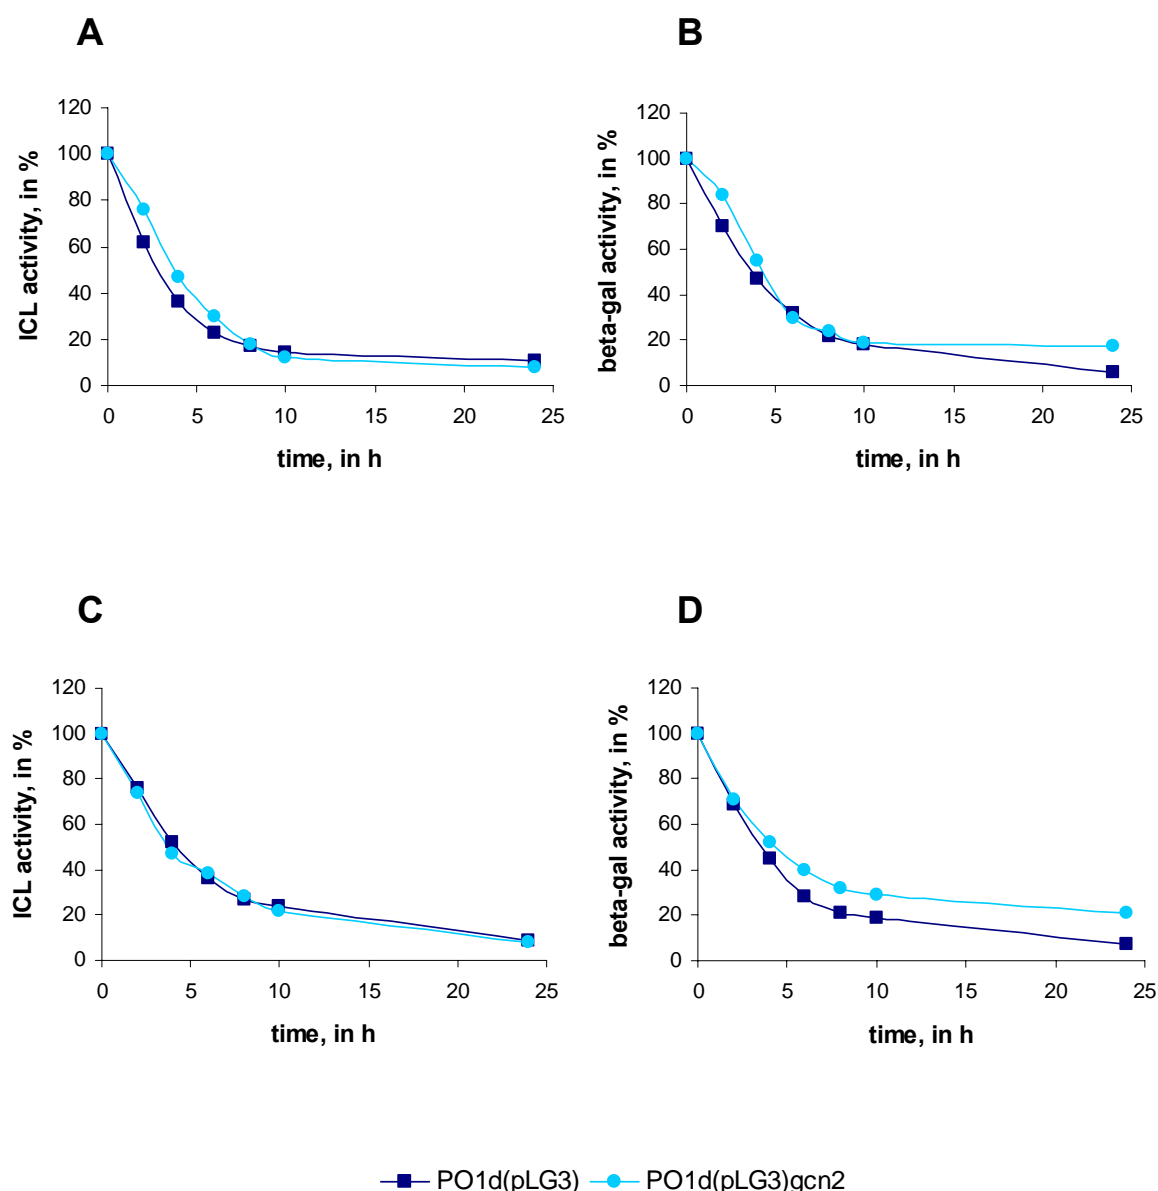 A
ICL activity, in %
120
100
80
60
40
20
0
0 5 10 15 20 25
time, in h
B
beta-gal activity, in %
120
100
80
60
40
20
0
0 5 10 15 20 25
time, in h
C
ICL activity, in %
120
100
80
60
40
20
0
0 5 10 15 20 25
time, in h
D
beta-gal activity, in %
120
100
80
60
40
20
0
0 5 10 15 20 25
time, in h
PO1d(pLG3) PO1d(pLG3)gcn2